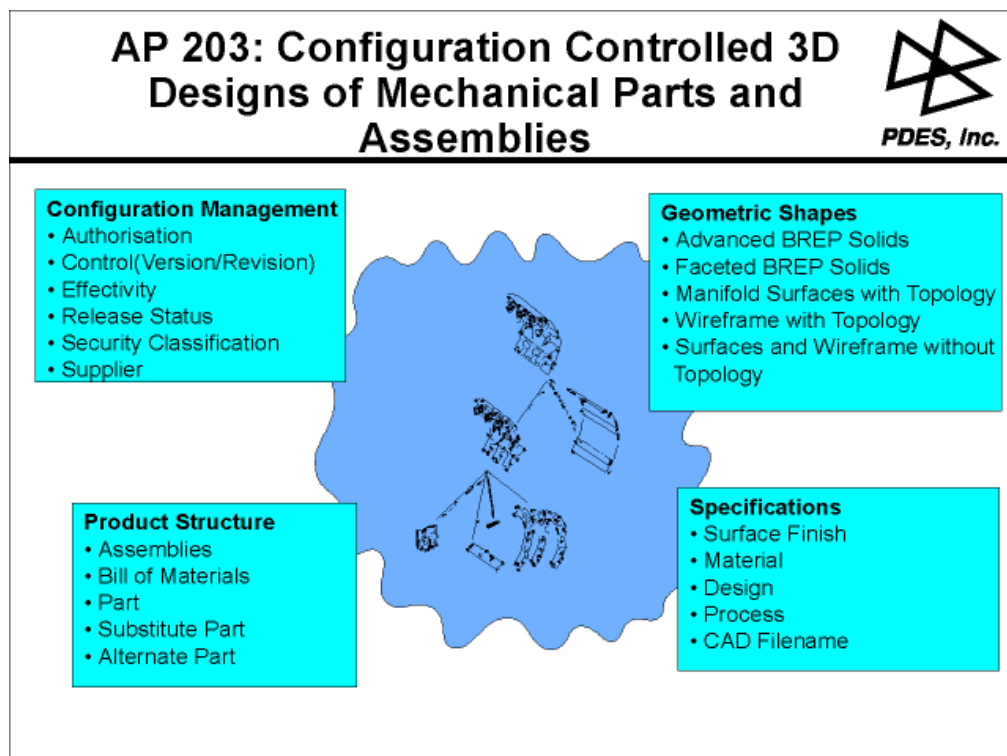 AP 203: Configuration Controlled 3D
Designs of Mechanical Parts and
Assemblies
PDES, Inc.
Configuration Management
• Authorisation
• Control(Version/Revision)
• Effectivity
• Release Status
• Security Classification
• Supplier
Geometric Shapes
• Advanced BREP Solids
• Faceted BREP Solids
• Manifold Surfaces with Topology
• Wireframe with Topology
• Surfaces and Wireframe without
Topology
Product Structure
• Assemblies
• Bill of Materials
• Part
• Substitute Part
• Alternate Part
Specifications
• Surface Finish
• Material
• Design
• Process
• CAD Filename